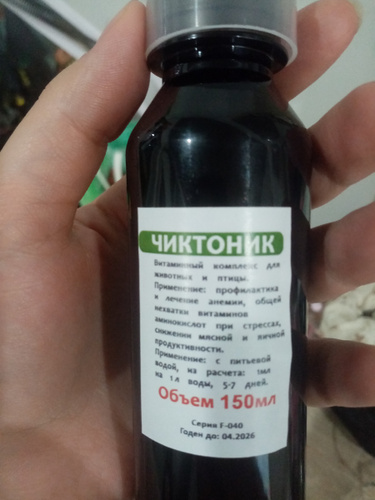 ЧИКТОНИК
Витаминный комплекс для
животных и птицы.
Применение: профилактика
и лечение анемии, общей
нехватки витаминов
аминокислот при стрессах,
снижении мясной и яичной
продуктивности.
Применение: с питьевой
водой, из расчета: 1мл
на 1л воды, 5-7 дней.
Объем 150мл
Серия F-040
Годен до: 04.2026